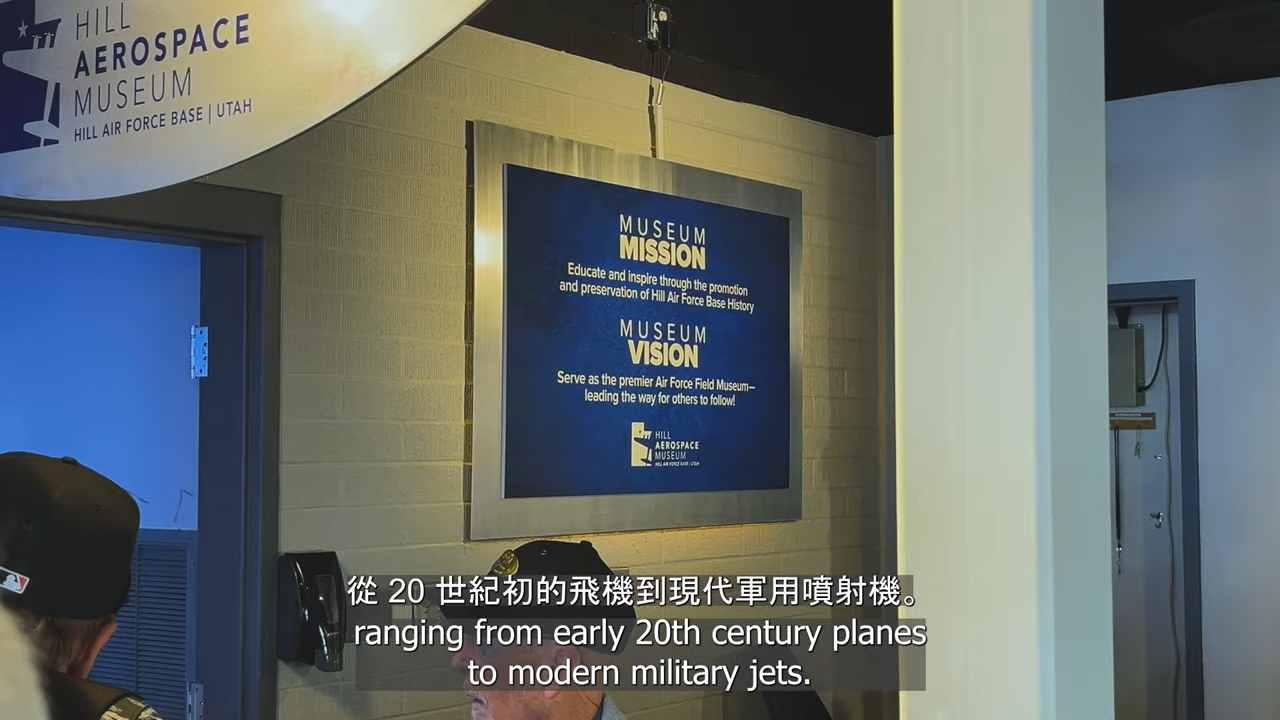 HILL
AEROSPACE
MUSEUM
HILL AIR FORCE BASE | UTAH
MUSEUM
MISSION
Educate and inspire through the promotion
and preservation of Hill Air Force Base History
MUSEUM
VISION
Serve as the premier Air Force Field Museum—
leading the way for others to follow!
HILL
AEROSPACE
MUSEUM
HILL AIR FORCE BASE | UTAH
從 20 世紀初的飛機到現代軍用噴射機。
ranging from early 20th century planes
to modern military jets.